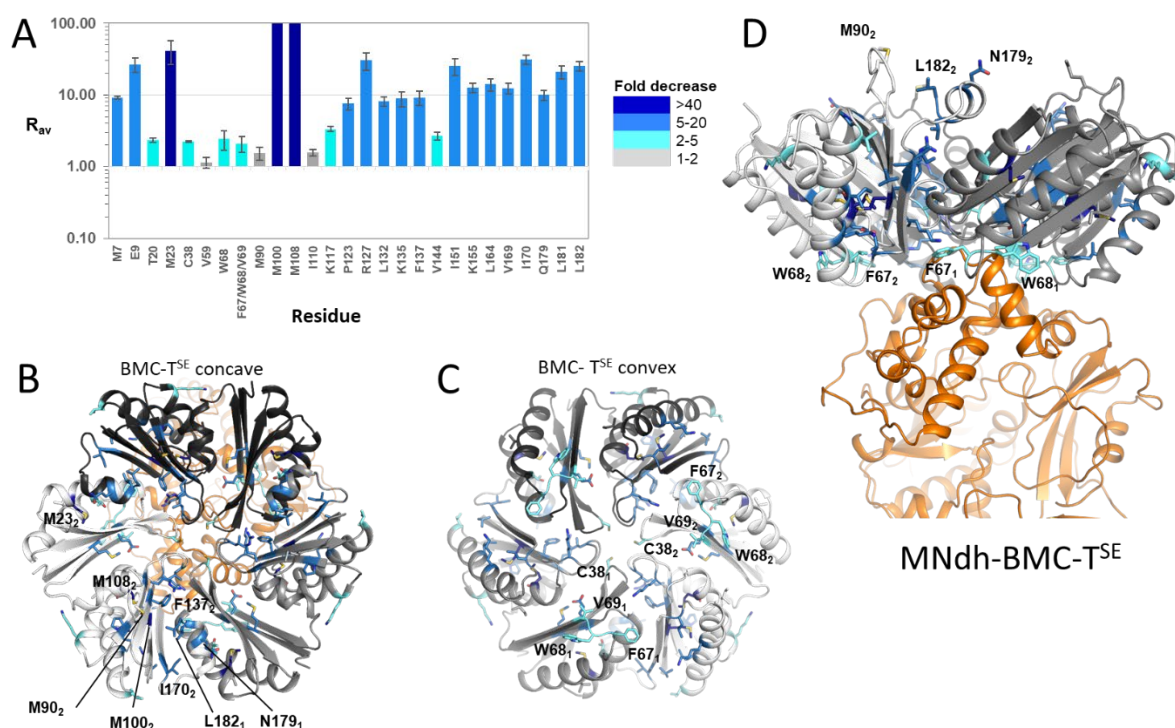 A
100.00
10.00
1.00
0.10
Rav
M7
E9
T20
M23
C38
V59
W68
F67/W68/V69
M90
M100
M108
I110
K117
P123
R127
L132
K135
F137
V144
I151
K155
L164
V169
I170
Q179
L181
L182
Residue
Fold decrease
>40
5-20
2-5
1-2
B
BMC-TSE concave
M232
M1082
F1372
I1702
M902
M1002
L1821
N1791
C
BMC- TSE convex
F672
V692
C382
W682
C381
V691
W681
F671
D
M902
L1822
N1792
W682
F672
F671
W681
MNdh-BMC-TSE